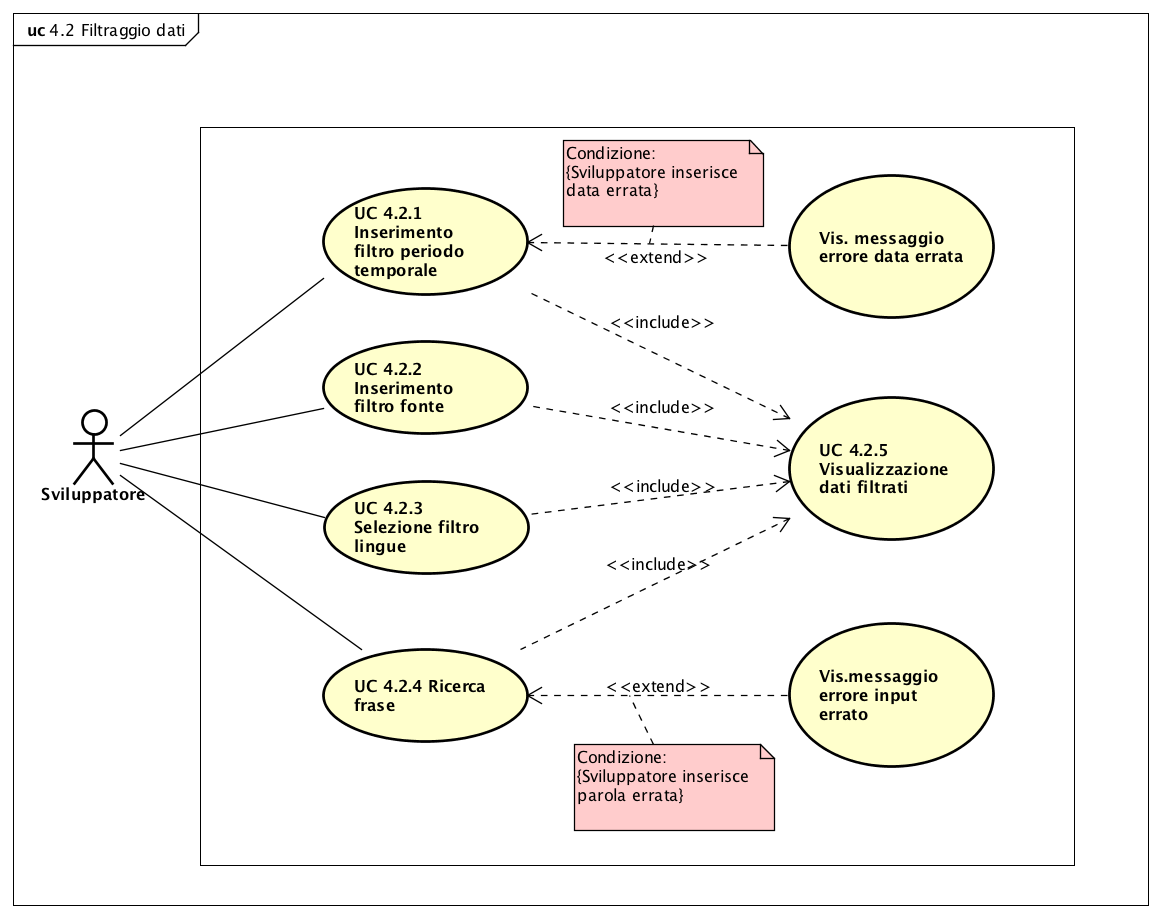 uc 4.2 Filtraggio dati
Condizione:
{Sviluppatore inserisce
data errata}
UC 4.2.1
Inserimento
filtro periodo
temporale
<<extend>>
Vis. messaggio
errore data errata
<<include>>
UC 4.2.2
Inserimento
filtro fonte
<<include>>
Sviluppatore
UC 4.2.5
Visualizzazione
dati filtrati
<<include>>
UC 4.2.3
Selezione filtro
lingue
<<include>>
UC 4.2.4 Ricerca
frase
<<extend>>
Vis.messaggio
errore input
errato
Condizione:
{Sviluppatore inserisce
parola errata}